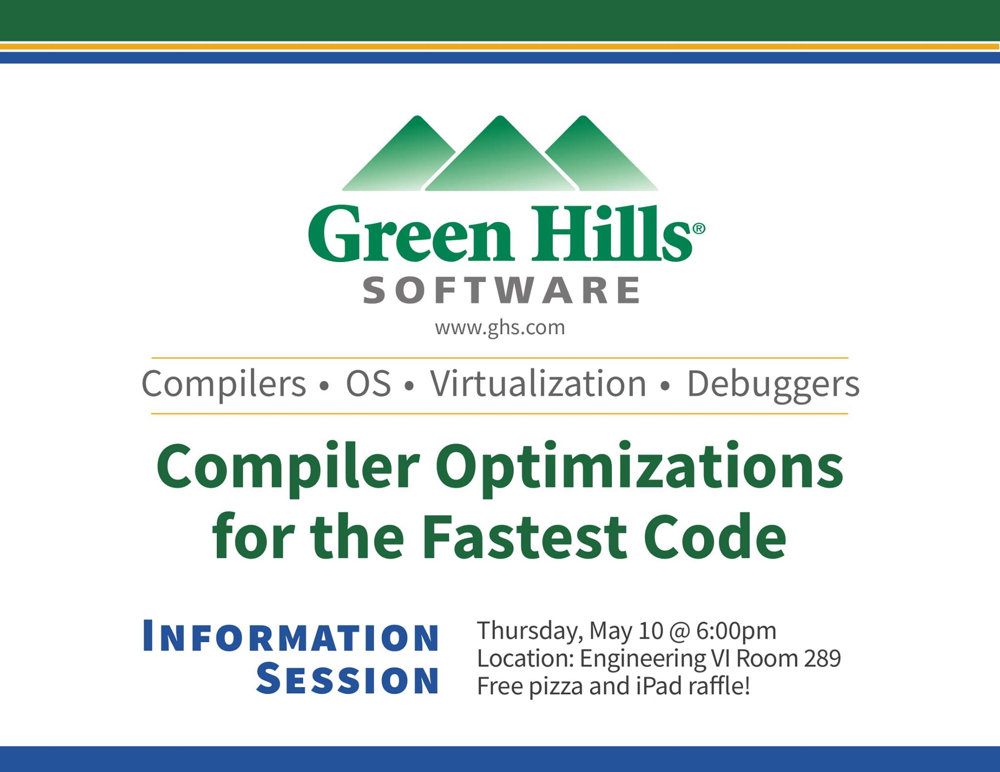 Green Hills®
SOFTWARE
www.ghs.com
Compilers • OS • Virtualization • Debuggers
Compiler Optimizations
for the Fastest Code
INFORMATION
SESSION
Thursday, May 10 @ 6:00pm
Location: Engineering VI Room 289
Free pizza and iPad raffle!